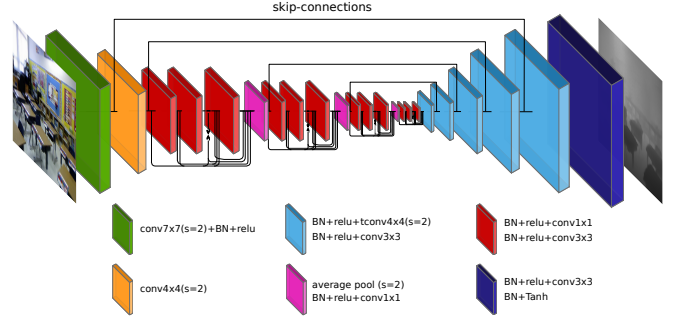 skip-connections
conv7x7(s=2)+BN+relu
BN+relu+tconv4x4(s=2)
BN+relu+conv3x3
BN+relu+conv1x1
BN+relu+conv3x3
conv4x4(s=2)
average pool (s=2)
BN+relu+conv1x1
BN+relu+conv3x3
BN+Tanh